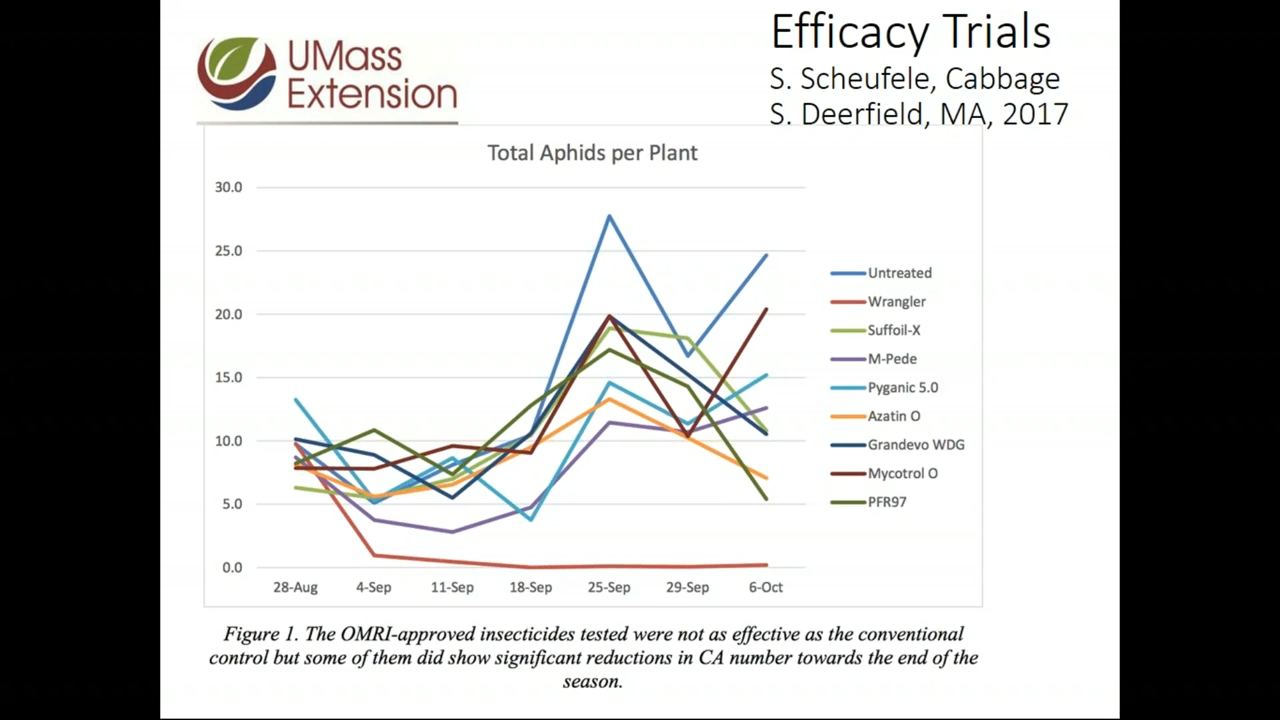 UMass
Extension
Efficacy Trials
S. Scheufele, Cabbage
S. Deerfield, MA, 2017
Total Aphids per Plant
30.0
25.0
20.0
15.0
10.0
5.0
0.0
28-Aug 4-Sep 11-Sep 18-Sep 25-Sep 29-Sep 6-Oct
Untreated
Wrangler
Suffoil-X
M-Pede
Pyganic 5.0
Azatin O
Grandevo WDG
Mycotrol O
PFR97
Figure 1. The OMRI-approved insecticides tested were not as effective as the conventional
control but some of them did show significant reductions in CA number towards the end of the
season.